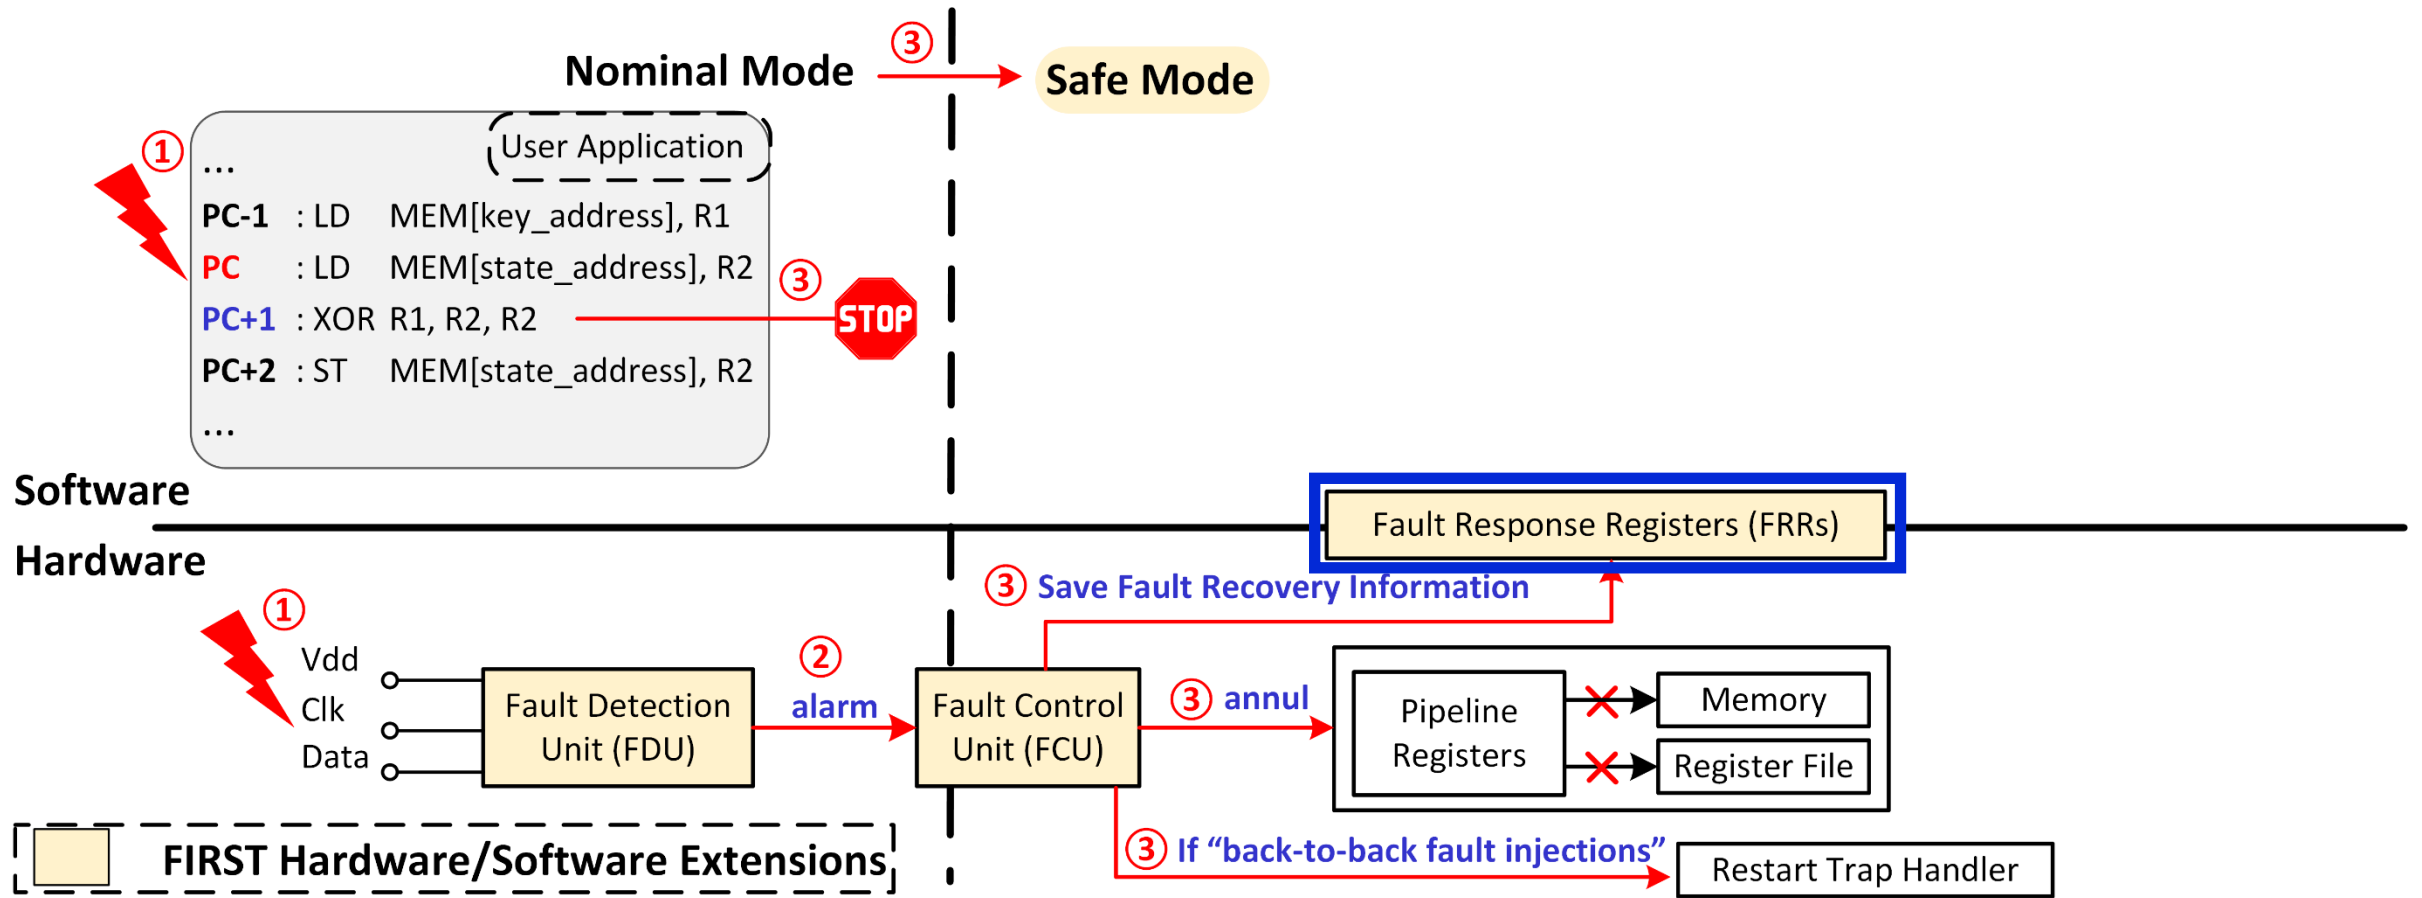 Nominal Mode
③
Safe Mode
①
User Application
...
PC-1 : LD MEM[key_address], R1
PC : LD MEM[state_address], R2
③
PC+1 : XOR R1, R2, R2
STOP
PC+2 : ST MEM[state_address], R2
...
Software
Hardware
Fault Response Registers (FRRs)
③ Save Fault Recovery Information
①
Vdd
Clk
Data
Fault Detection
Unit (FDU)
②
alarm
Fault Control
Unit (FCU)
③ annul
Pipeline
Registers
Memory
Register File
③ If “back-to-back fault injections”
Restart Trap Handler
FIRST Hardware/Software Extensions